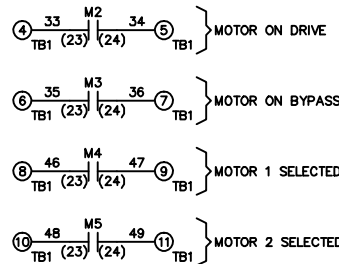 M2
33 34
4 5 MOTOR ON DRIVE
TB1 (23) (24) TB1
M3
35 36
6 7 MOTOR ON BYPASS
TB1 (23) (24) TB1
M4
46 47
8 9 MOTOR 1 SELECTED
TB1 (23) (24) TB1
M5
48 49
10 11 MOTOR 2 SELECTED
TB1 (23) (24) TB1